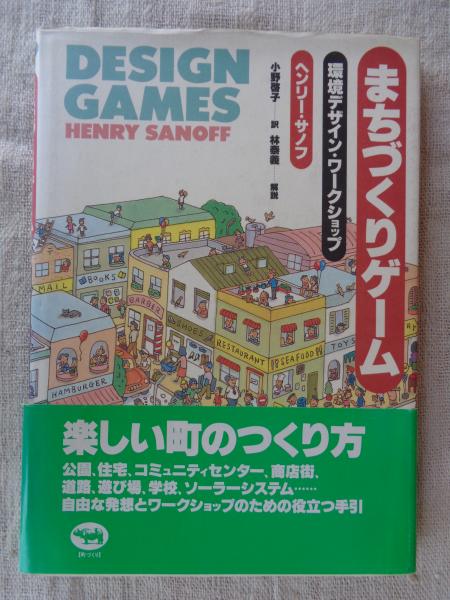 DESIGN
GAMES
HENRY SANOFF
まちづくりゲーム
環境デザイン・ワークショップ
ヘンリー・サノフ
小野啓子──訳 林泰義──解説
MAIL
BOOKS
BARBER
SHOES
RESTAURANT
SEAFOOD
TOYS
HAMBURGER
楽しい町のつくり方
公園、住宅、コミュニティセンター、商店街、
道路、遊び場、学校、ソーラーシステム……
自由な発想とワークショップのための役立つ手引
[町づくり]